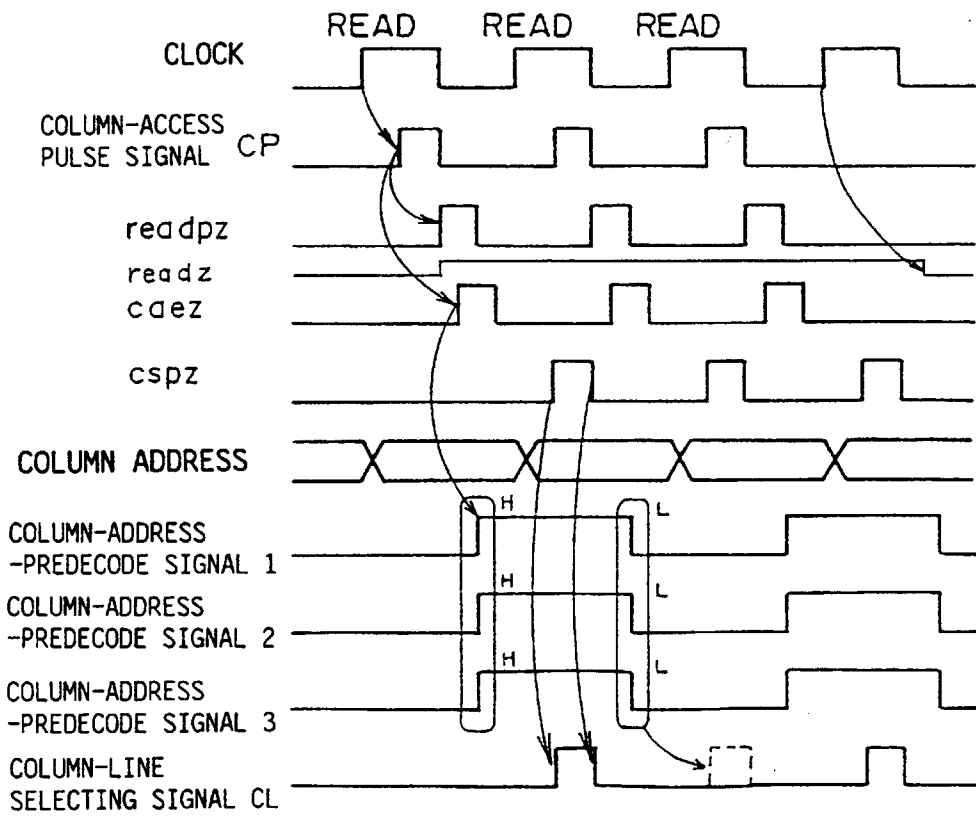 READ READ READ
CLOCK
COLUMN-ACCESS
PULSE SIGNAL CP
readpz
readz
caez
cspz
COLUMN ADDRESS
H L
COLUMN-ADDRESS
-PREDECODE SIGNAL 1
H L
COLUMN-ADDRESS
-PREDECODE SIGNAL 2
H L
COLUMN-ADDRESS
-PREDECODE SIGNAL 3
COLUMN-LINE
SELECTING SIGNAL CL